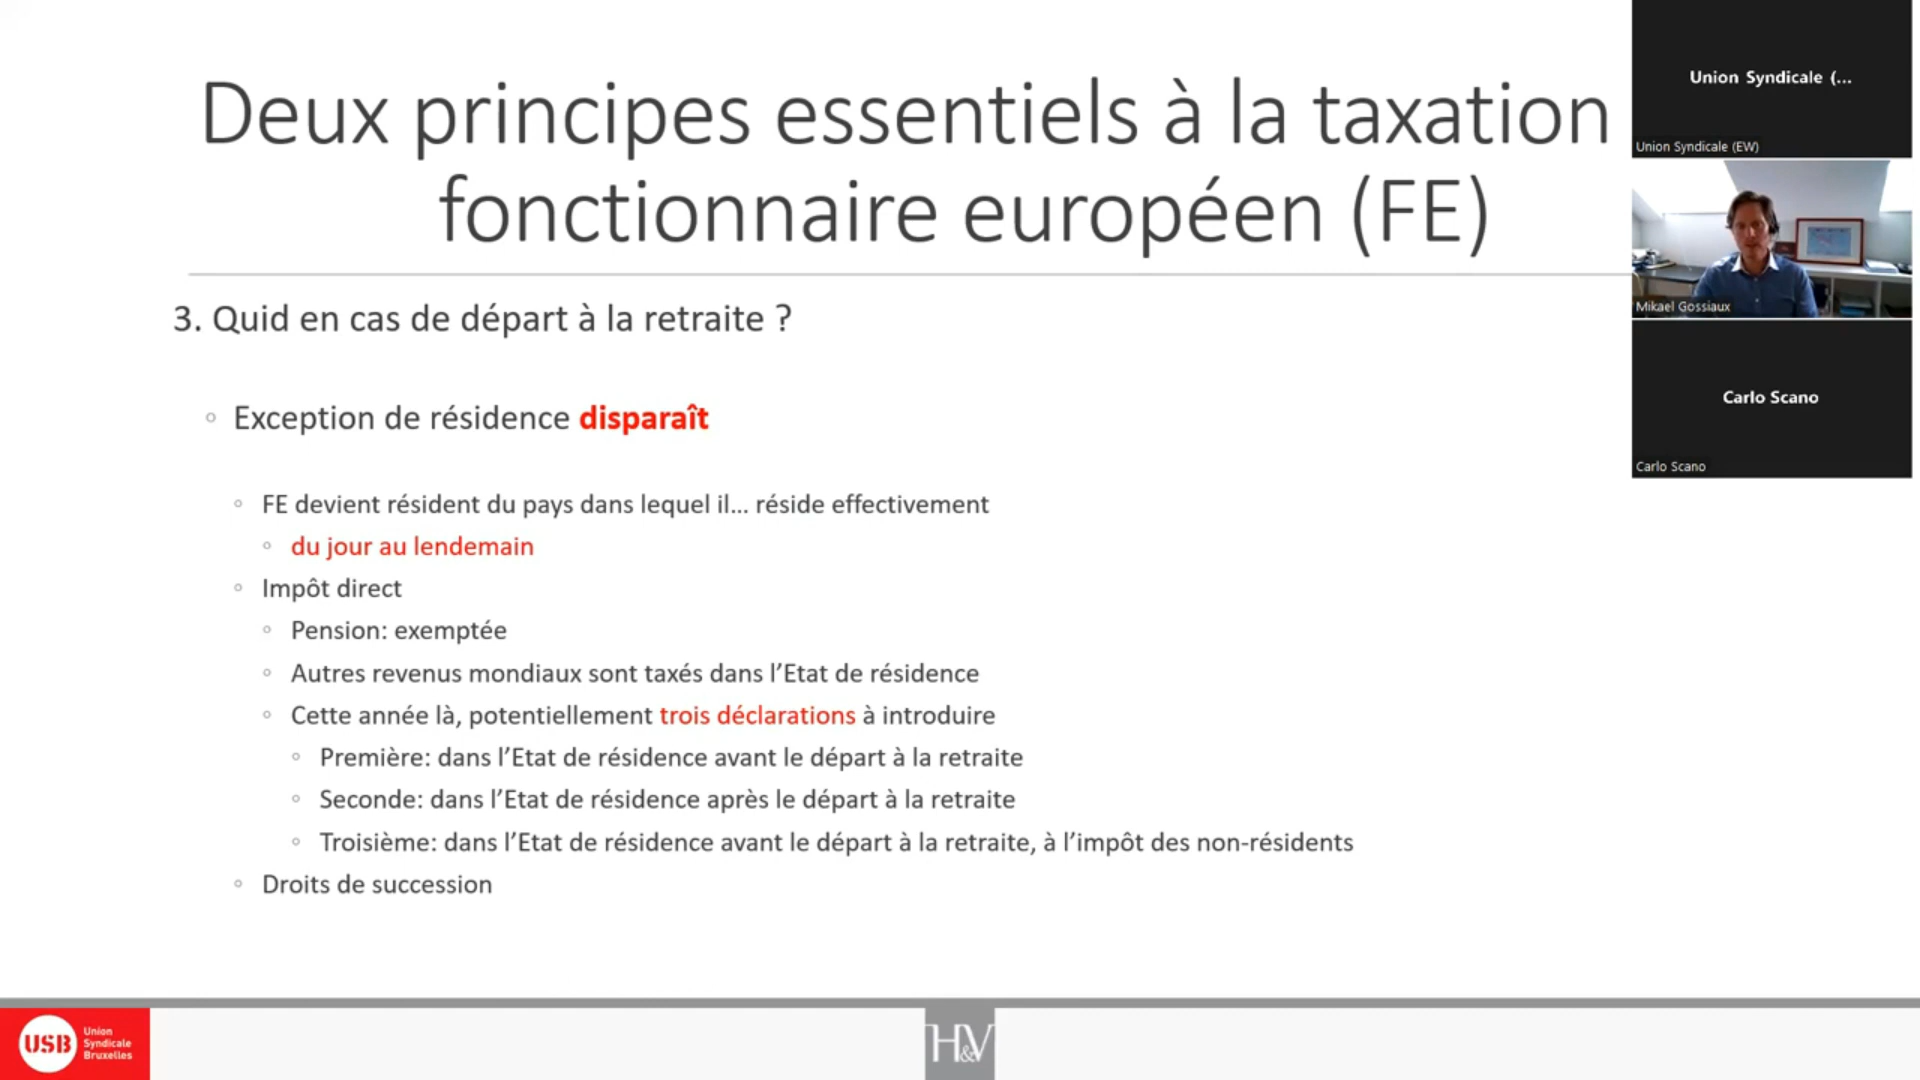 Deux principes essentiels à la taxation
fonctionnaire européen (FE)
3. Quid en cas de départ à la retraite ?
Exception de résidence disparaît
FE devient résident du pays dans lequel il... réside effectivement
du jour au lendemain
Impôt direct
Pension: exemptée
Autres revenus mondiaux sont taxés dans l’Etat de résidence
Cette année là, potentiellement trois déclarations à introduire
Première: dans l’Etat de résidence avant le départ à la retraite
Seconde: dans l’Etat de résidence après le départ à la retraite
Troisième: dans l’Etat de résidence avant le départ à la retraite, à l’impôt des non-résidents
Droits de succession
Union Syndicale (...
Union Syndicale (EW)
Mikael Gossiaux
Carlo Scano
Carlo Scano
USB
Union
Syndicale
Bruxelles
H&V